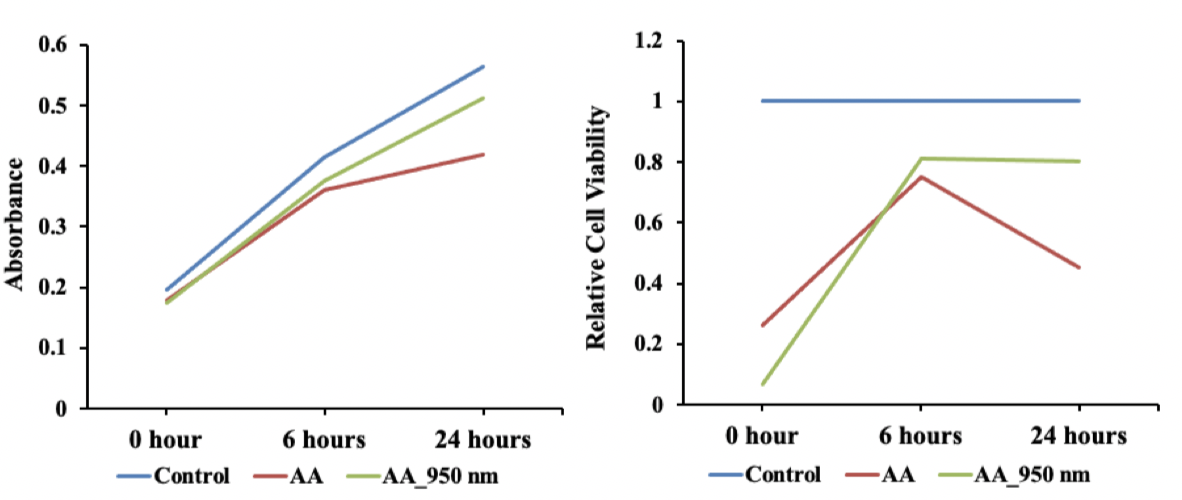 Absorbance
0.6
0.5
0.4
0.3
0.2
0.1
0
0 hour 6 hours 24 hours
Control AA AA_950 nm
Relative Cell Viability
1.2
1
0.8
0.6
0.4
0.2
0
0 hour 6 hours 24 hours
Control AA AA_950 nm